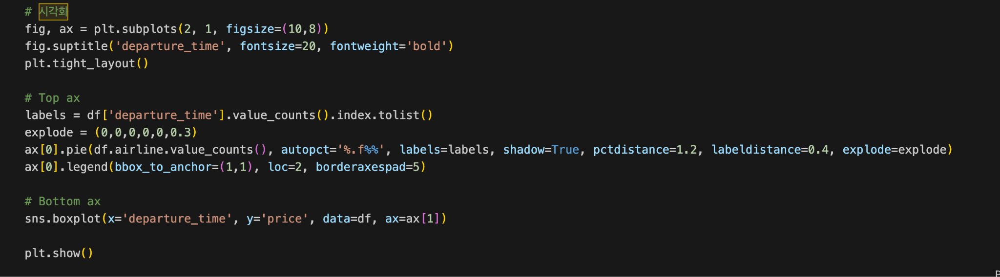 # 시각화
fig, ax = plt.subplots(2, 1, figsize=(10,8))
fig.suptitle('departure_time', fontsize=20, fontweight='bold')
plt.tight_layout()
# Top ax
labels = df['departure_time'].value_counts().index.tolist()
explode = (0,0,0,0,0,0.3)
ax[0].pie(df.airline.value_counts(), autopct='%.f%%', labels=labels, shadow=True, pctdistance=1.2, labeldistance=0.4, explode=explode)
ax[0].legend(bbox_to_anchor=(1,1), loc=2, borderaxespad=5)
# Bottom ax
sns.boxplot(x='departure_time', y='price', data=df, ax=ax[1])
plt.show()